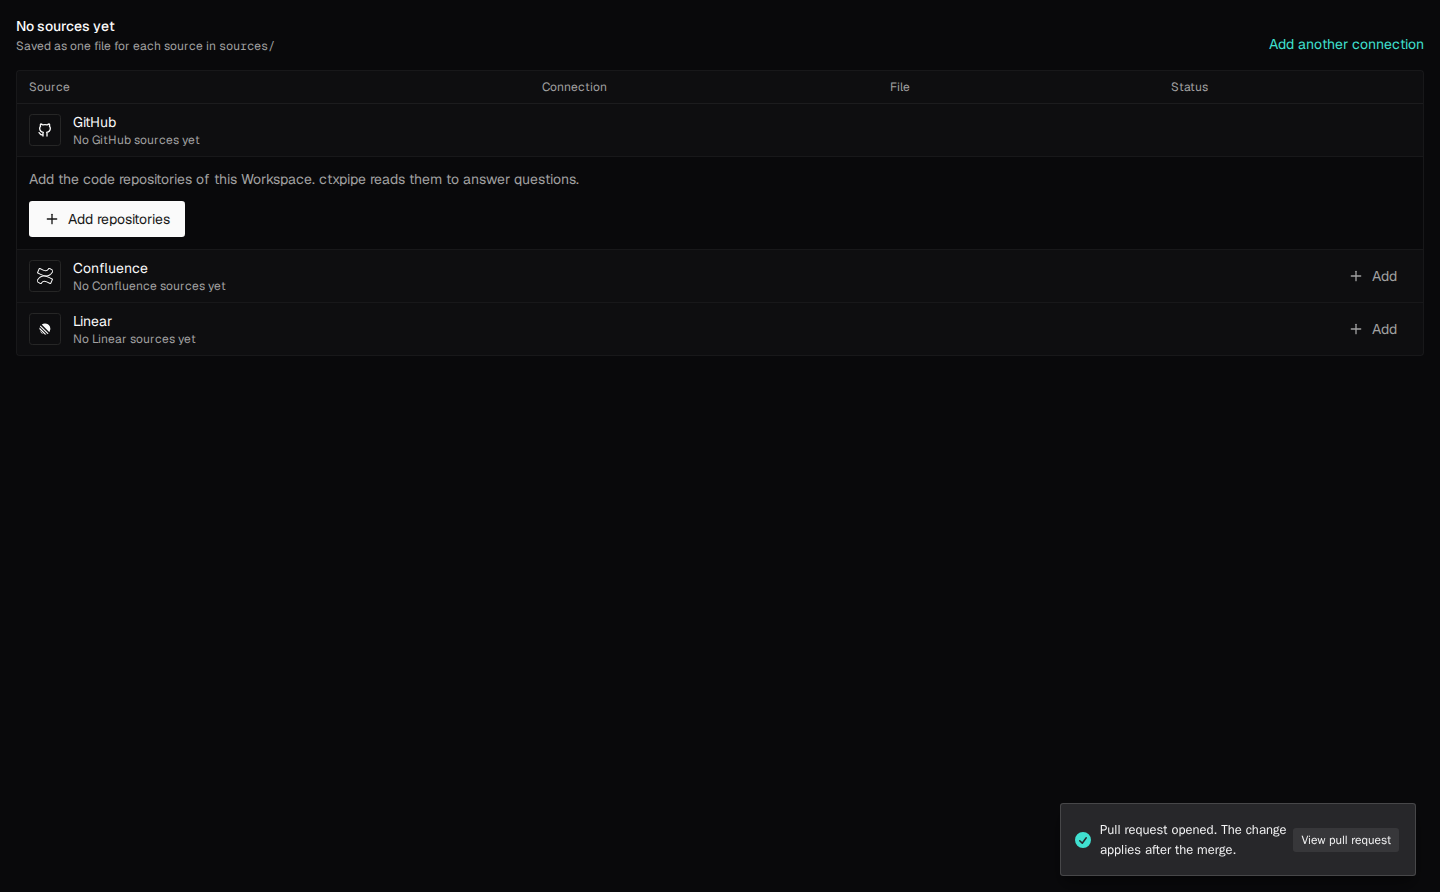 No sources yet
Saved as one file for each source in sources/
Add another connection
Source Connection File Status
GitHub
No GitHub sources yet
Add the code repositories of this Workspace. ctxpipe reads them to answer questions.
+ Add repositories
Confluence
No Confluence sources yet
+ Add
Linear
No Linear sources yet
+ Add
Pull request opened. The change
applies after the merge.
View pull request